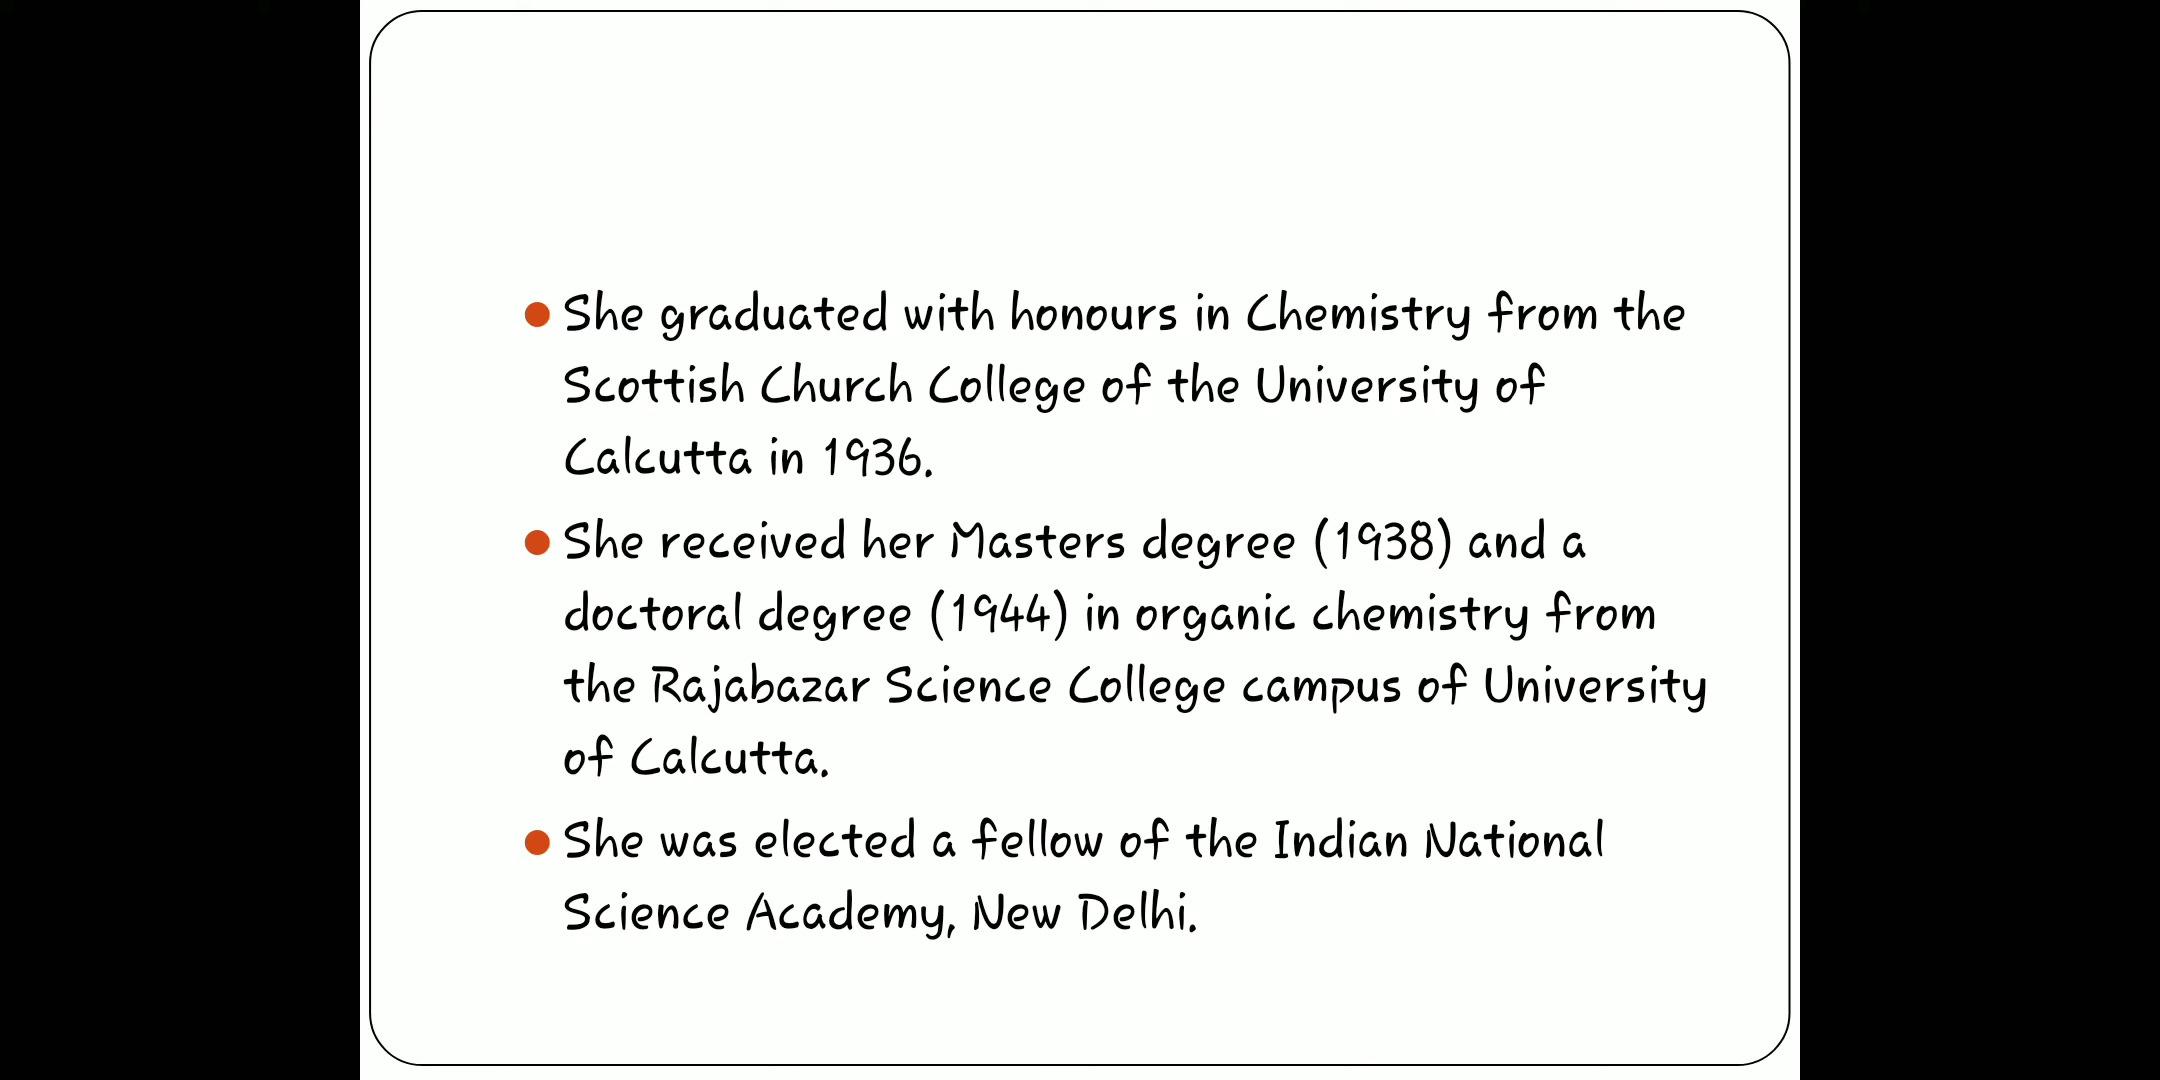 • She graduated with honours in Chemistry from the
Scottish Church College of the University of
Calcutta in 1936.
• She received her Masters degree (1938) and a
doctoral degree (1944) in organic chemistry from
the Rajabazar Science College campus of University
of Calcutta.
• She was elected a fellow of the Indian National
Science Academy, New Delhi.